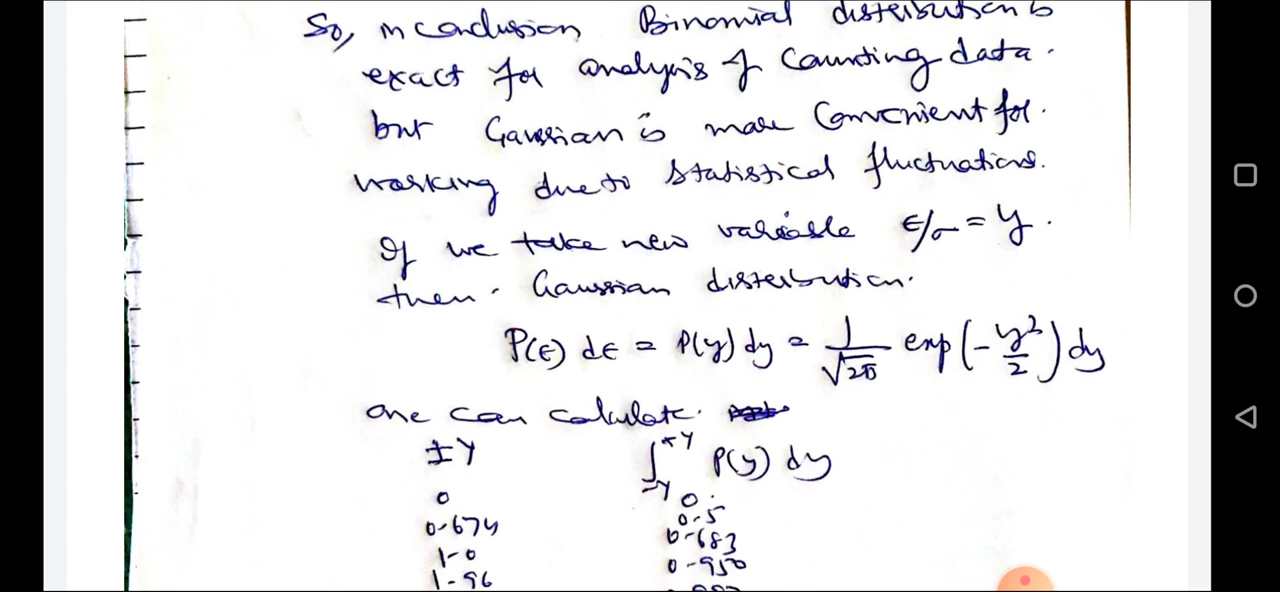 So, in conclusion Binomial distribution is
exact for analysis of counting data.
but Gaussian is more convenient for.
working due to statistical fluctuations.
If we take new variable ϵ/σ = y.
then. Gaussian distribution.
P(ϵ) dϵ = P(y) dy = 1/√2π exp(-y²/2) dy
one can calculate.
±Y ∫₋Y^+Y P(y) dy
0 0.
0.674 0.5
1.0 0.683
1.96 0.950